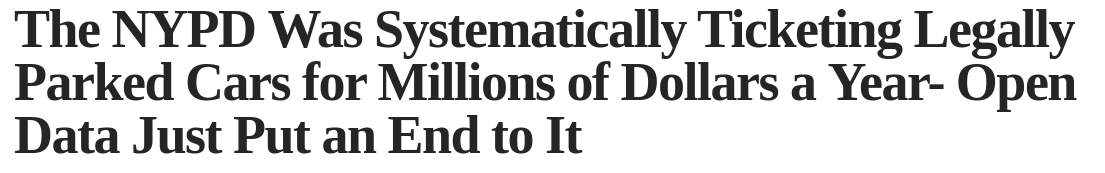 The NYPD Was Systematically Ticketing Legally
Parked Cars for Millions of Dollars a Year- Open
Data Just Put an End to It